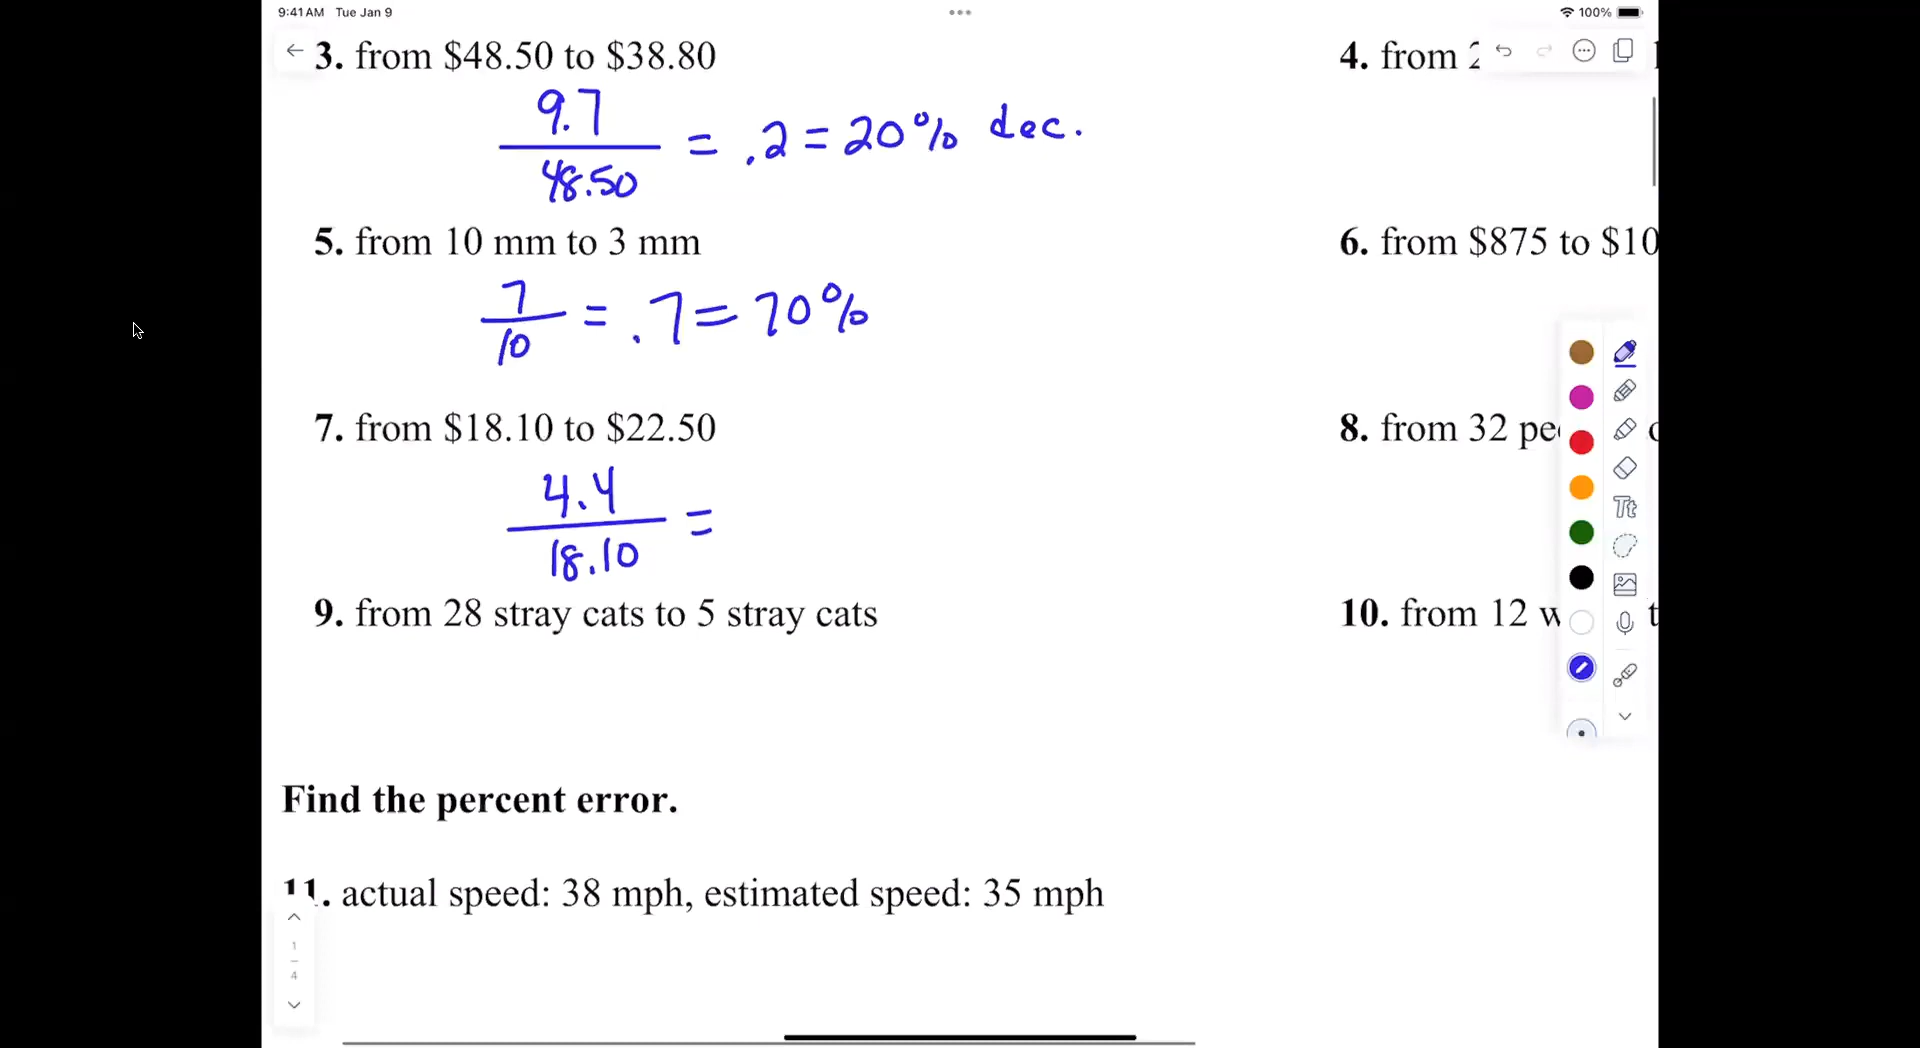 9:41 AM Tue Jan 9
100%
3. from $48.50 to $38.80
4. from
9.7
48.50
= .2 = 20% dec.
5. from 10 mm to 3 mm
6. from $875 to $10
7
10
= .7 = 70%
7. from $18.10 to $22.50
8. from 32
4.4
18.10
=
Tt
9. from 28 stray cats to 5 stray cats
10. from 12
Find the percent error.
11. actual speed: 38 mph, estimated speed: 35 mph
1
4